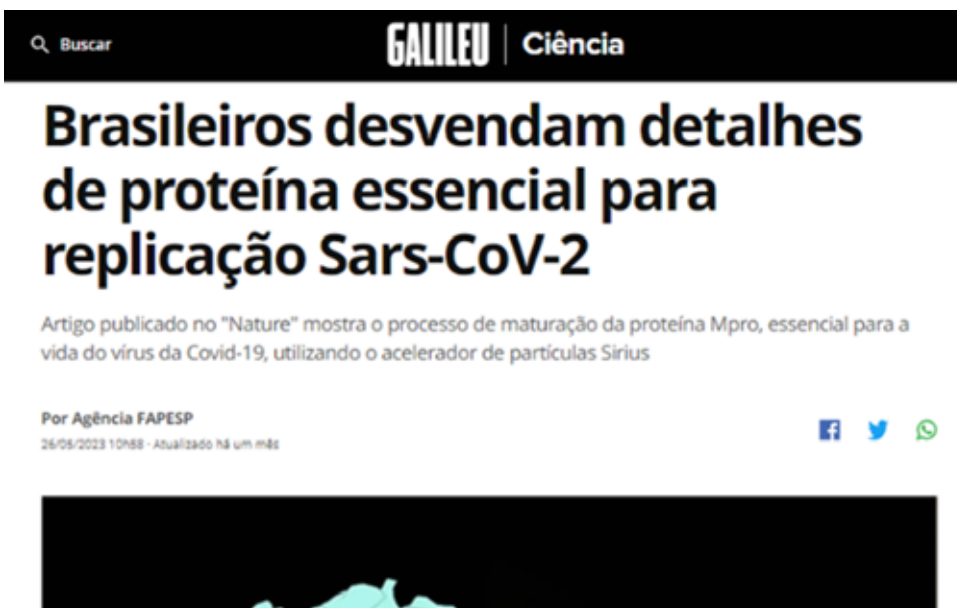 Buscar
GALILEU | Ciência
Brasileiros desvendam detalhes
de proteína essencial para
replicação Sars-CoV-2
Artigo publicado no "Nature" mostra o processo de maturação da proteína Mpro, essencial para a
vida do vírus da Covid-19, utilizando o acelerador de partículas Sirius
Por Agência FAPESP
26/05/2023 - Atualizado há um mês